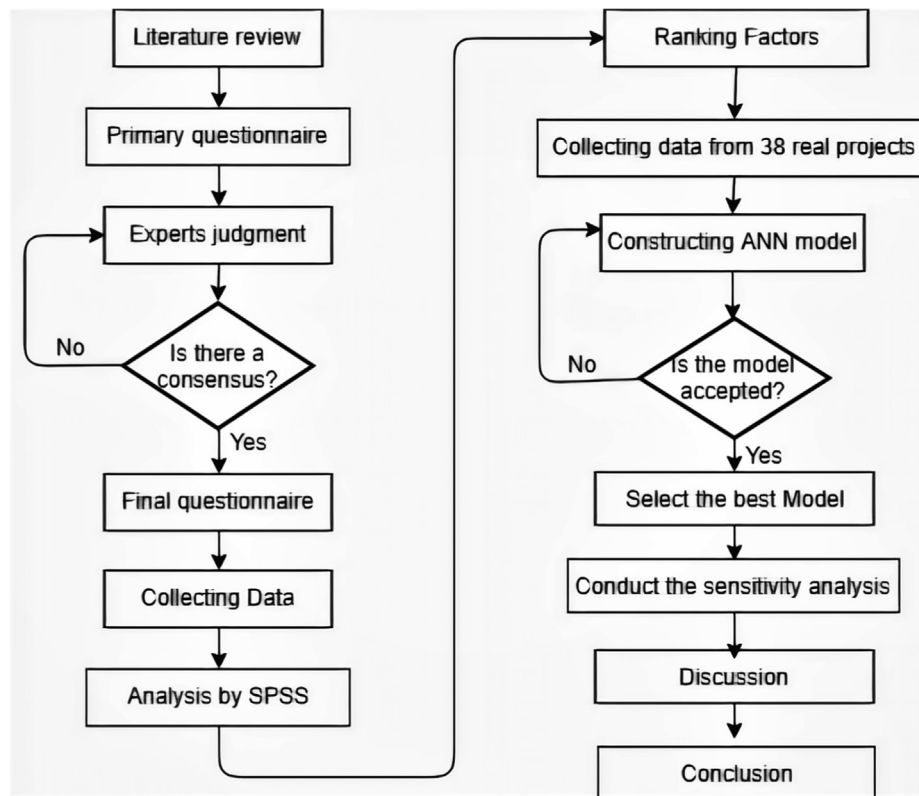 Literature review
Primary questionnaire
Experts judgment
No
Is there a
consensus?
Yes
Final questionnaire
Collecting Data
Analysis by SPSS
Ranking Factors
Collecting data from 38 real projects
Constructing ANN model
No
Is the model
accepted?
Yes
Select the best Model
Conduct the sensitivity analysis
Discussion
Conclusion